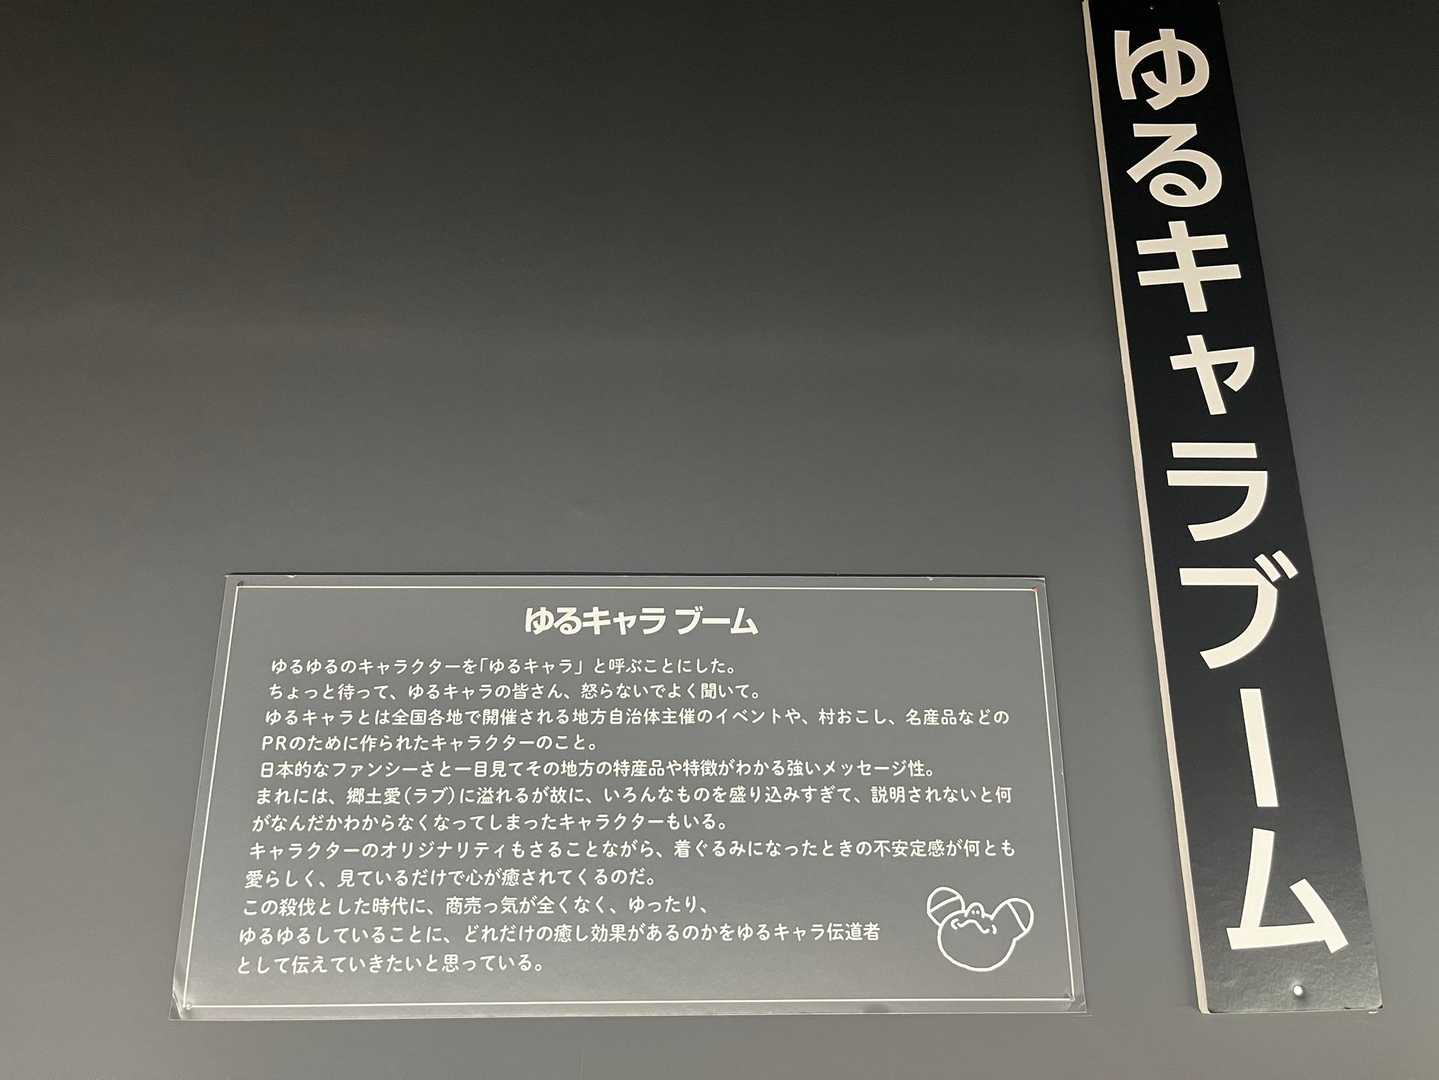 ゆるキャラブーム
ゆるキャラ ブーム
ゆるゆるのキャラクターを「ゆるキャラ」と呼ぶことにした。
ちょっと待って、ゆるキャラの皆さん、怒らないでよく聞いて。
ゆるキャラとは全国各地で開催される地方自治体主催のイベントや、村おこし、名産品などの
PRのために作られたキャラクターのこと。
日本的なファンシーさと一目見てその地方の特産品や特徴がわかる強いメッセージ性。
まれには、郷土愛(ラブ)に溢れるが故に、いろんなものを盛り込みすぎて、説明されないと何
がなんだかわからなくなってしまったキャラクターもいる。
キャラクターのオリジナリティもさることながら、着ぐるみになったときの不安定感が何とも
愛らしく、見ているだけで心が癒されてくるのだ。
この殺伐とした時代に、商売っ気が全くなく、ゆったり、
ゆるゆるしていることに、どれだけの癒し効果があるのかをゆるキャラ伝道者
として伝えていきたいと思っている。